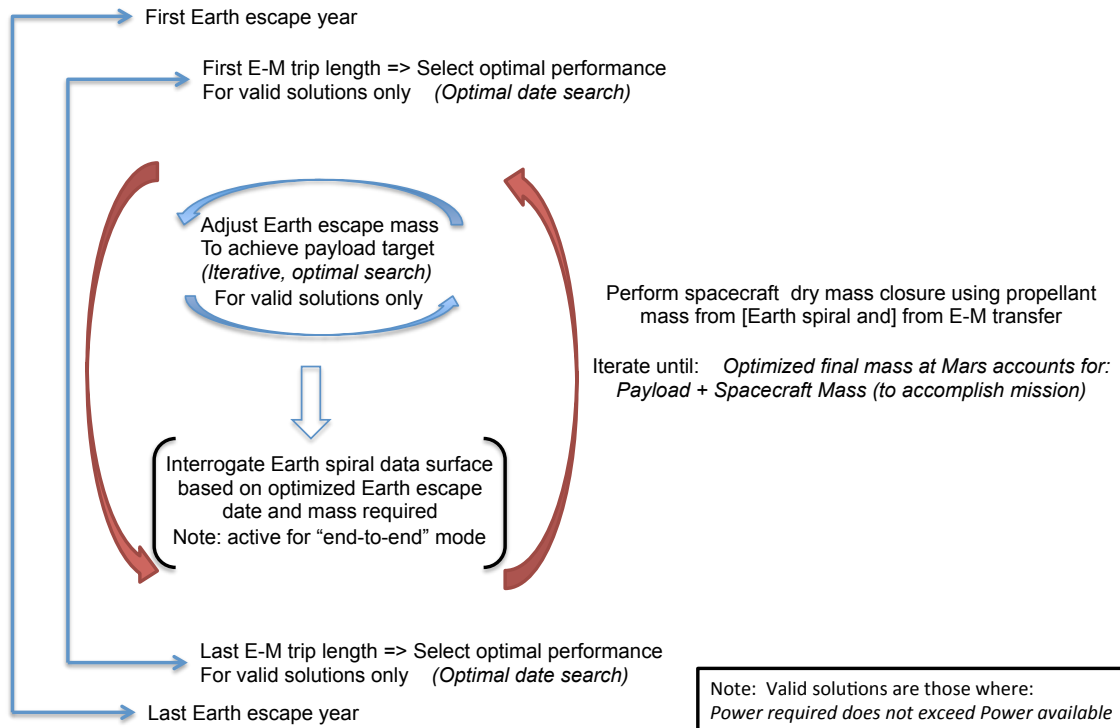 First Earth escape year
First E-M trip length => Select optimal performance
For valid solutions only (Optimal date search)
Adjust Earth escape mass
To achieve payload target
(Iterative, optimal search)
For valid solutions only
Perform spacecraft dry mass closure using propellant
mass from [Earth spiral and] from E-M transfer
Iterate until: Optimized final mass at Mars accounts for:
Payload + Spacecraft Mass (to accomplish mission)
Interrogate Earth spiral data surface
based on optimized Earth escape
date and mass required
Note: active for “end-to-end” mode
Last E-M trip length => Select optimal performance
For valid solutions only (Optimal date search)
Last Earth escape year
Note: Valid solutions are those where:
Power required does not exceed Power available